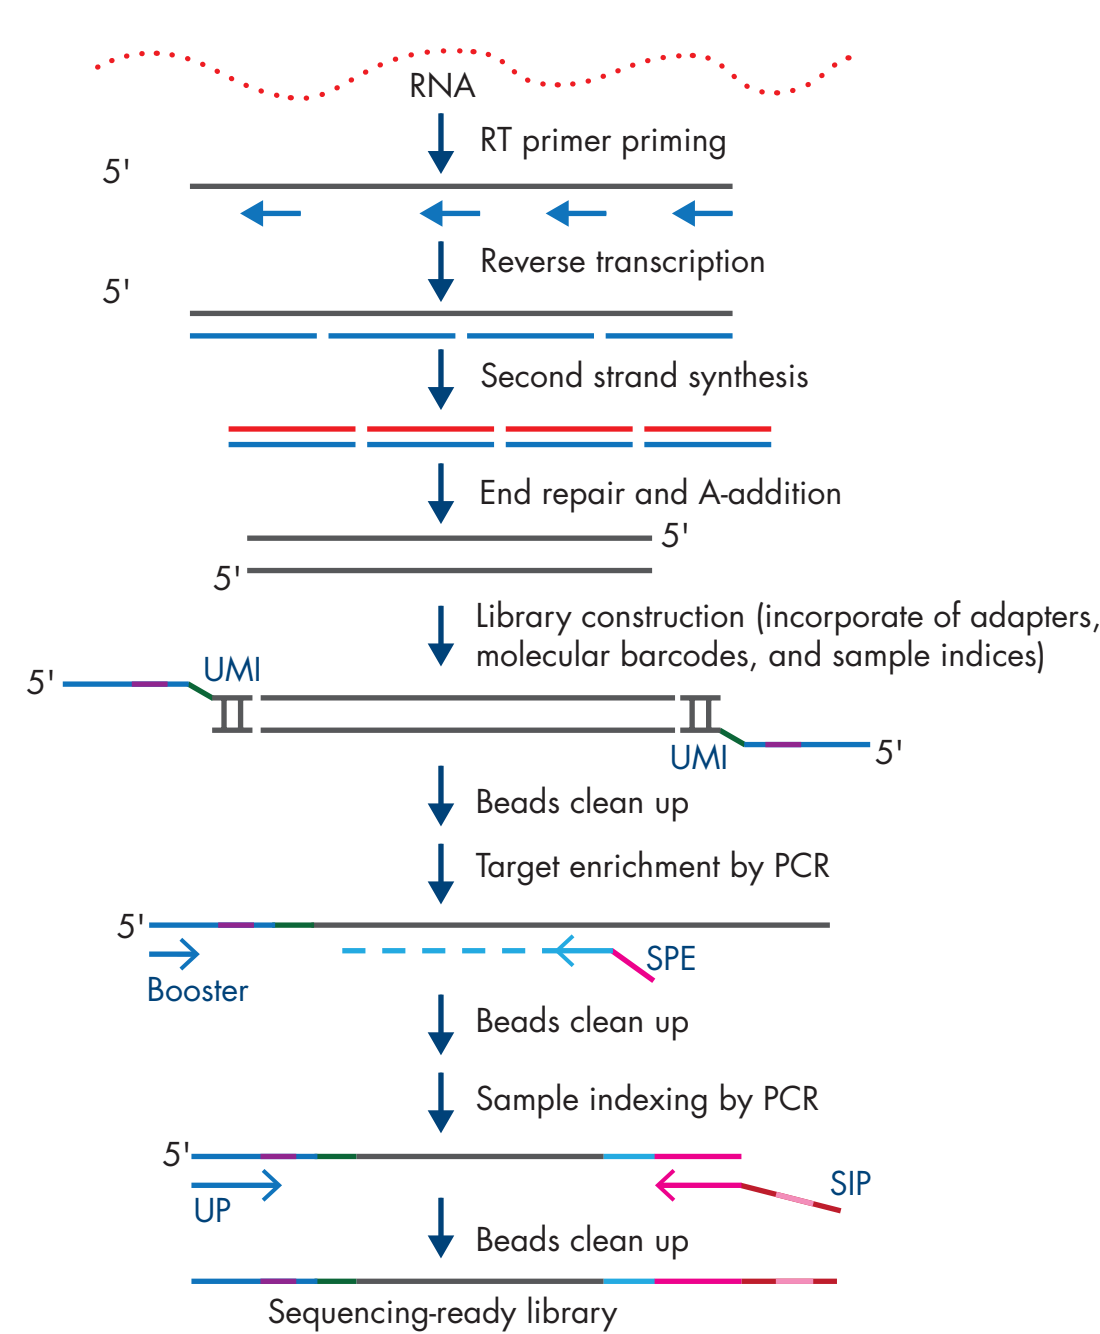 RNA
RT primer priming
5'
Reverse transcription
5'
Second strand synthesis
End repair and A-addition
5'
5'
Library construction (incorporate of adapters,
molecular barcodes, and sample indices)
UMI
5'
UMI
5'
Beads clean up
Target enrichment by PCR
5'
SPE
Booster
Beads clean up
Sample indexing by PCR
5'
SIP
UP
Beads clean up
Sequencing-ready library